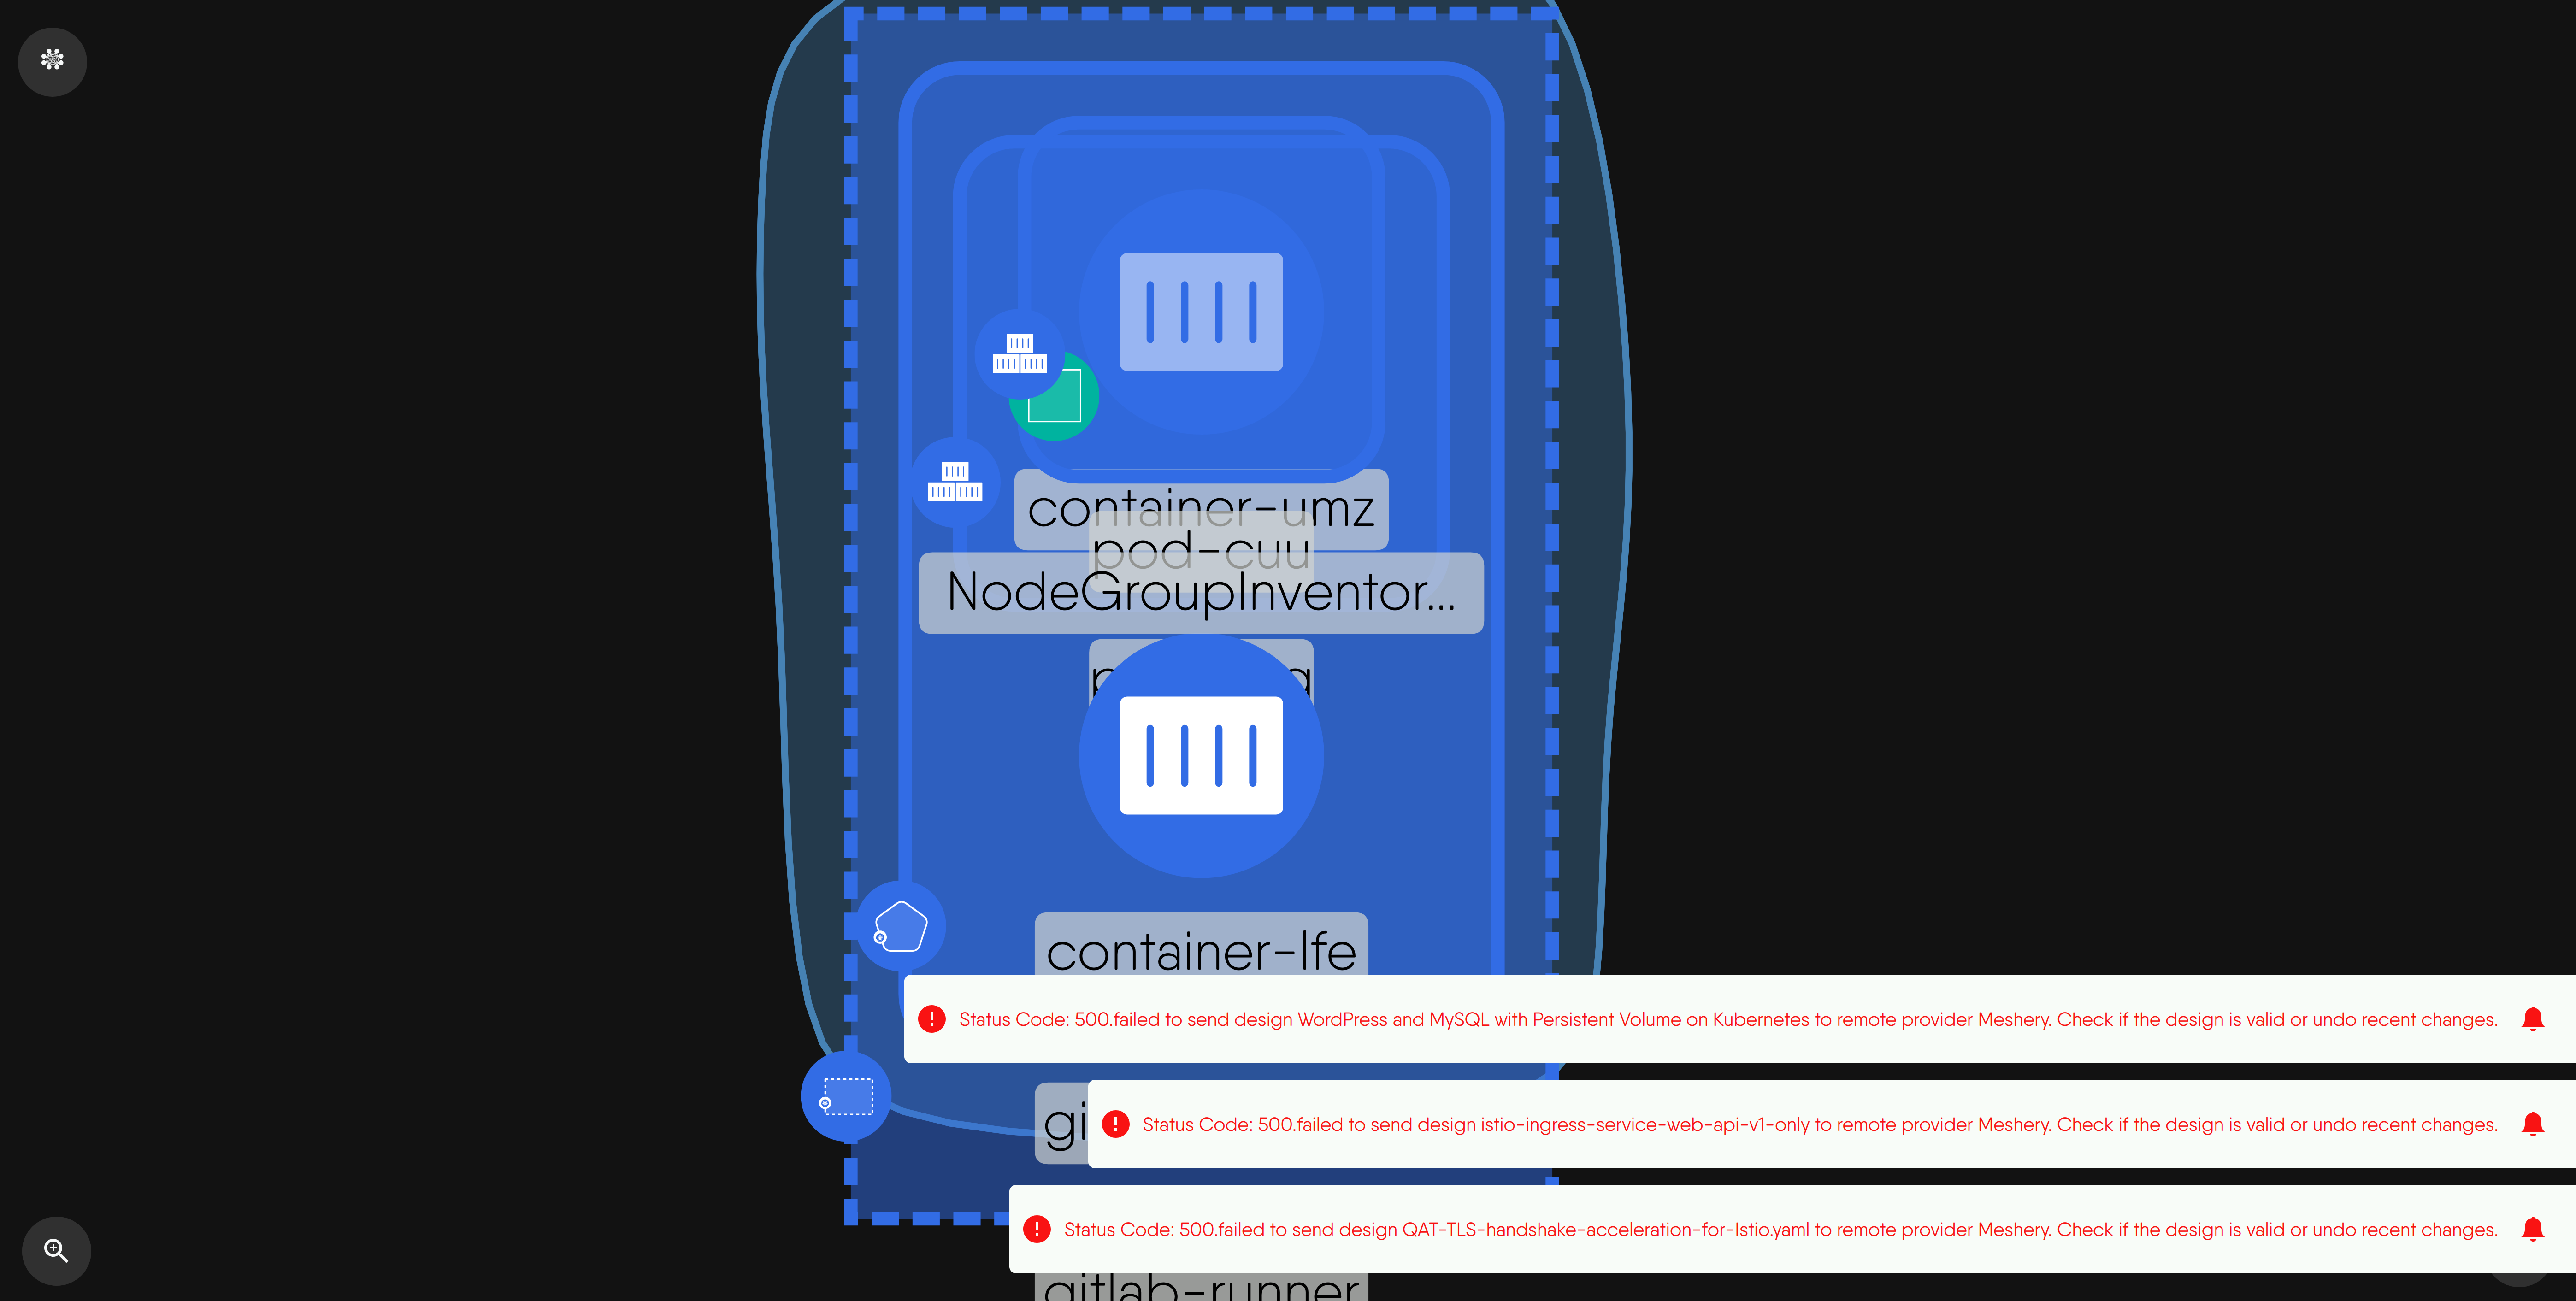 container-umz
pod-cuu
NodeGroupInventor...
container-lfe
Status Code: 500.failed to send design WordPress and MySQL with Persistent Volume on Kubernetes to remote provider Meshery. Check if the design is valid or undo recent changes.
Status Code: 500.failed to send design istio-ingress-service-web-api-v1-only to remote provider Meshery. Check if the design is valid or undo recent changes.
Status Code: 500.failed to send design QAT-TLS-handshake-acceleration-for-Istio.yaml to remote provider Meshery. Check if the design is valid or undo recent changes.
gitlab-runner